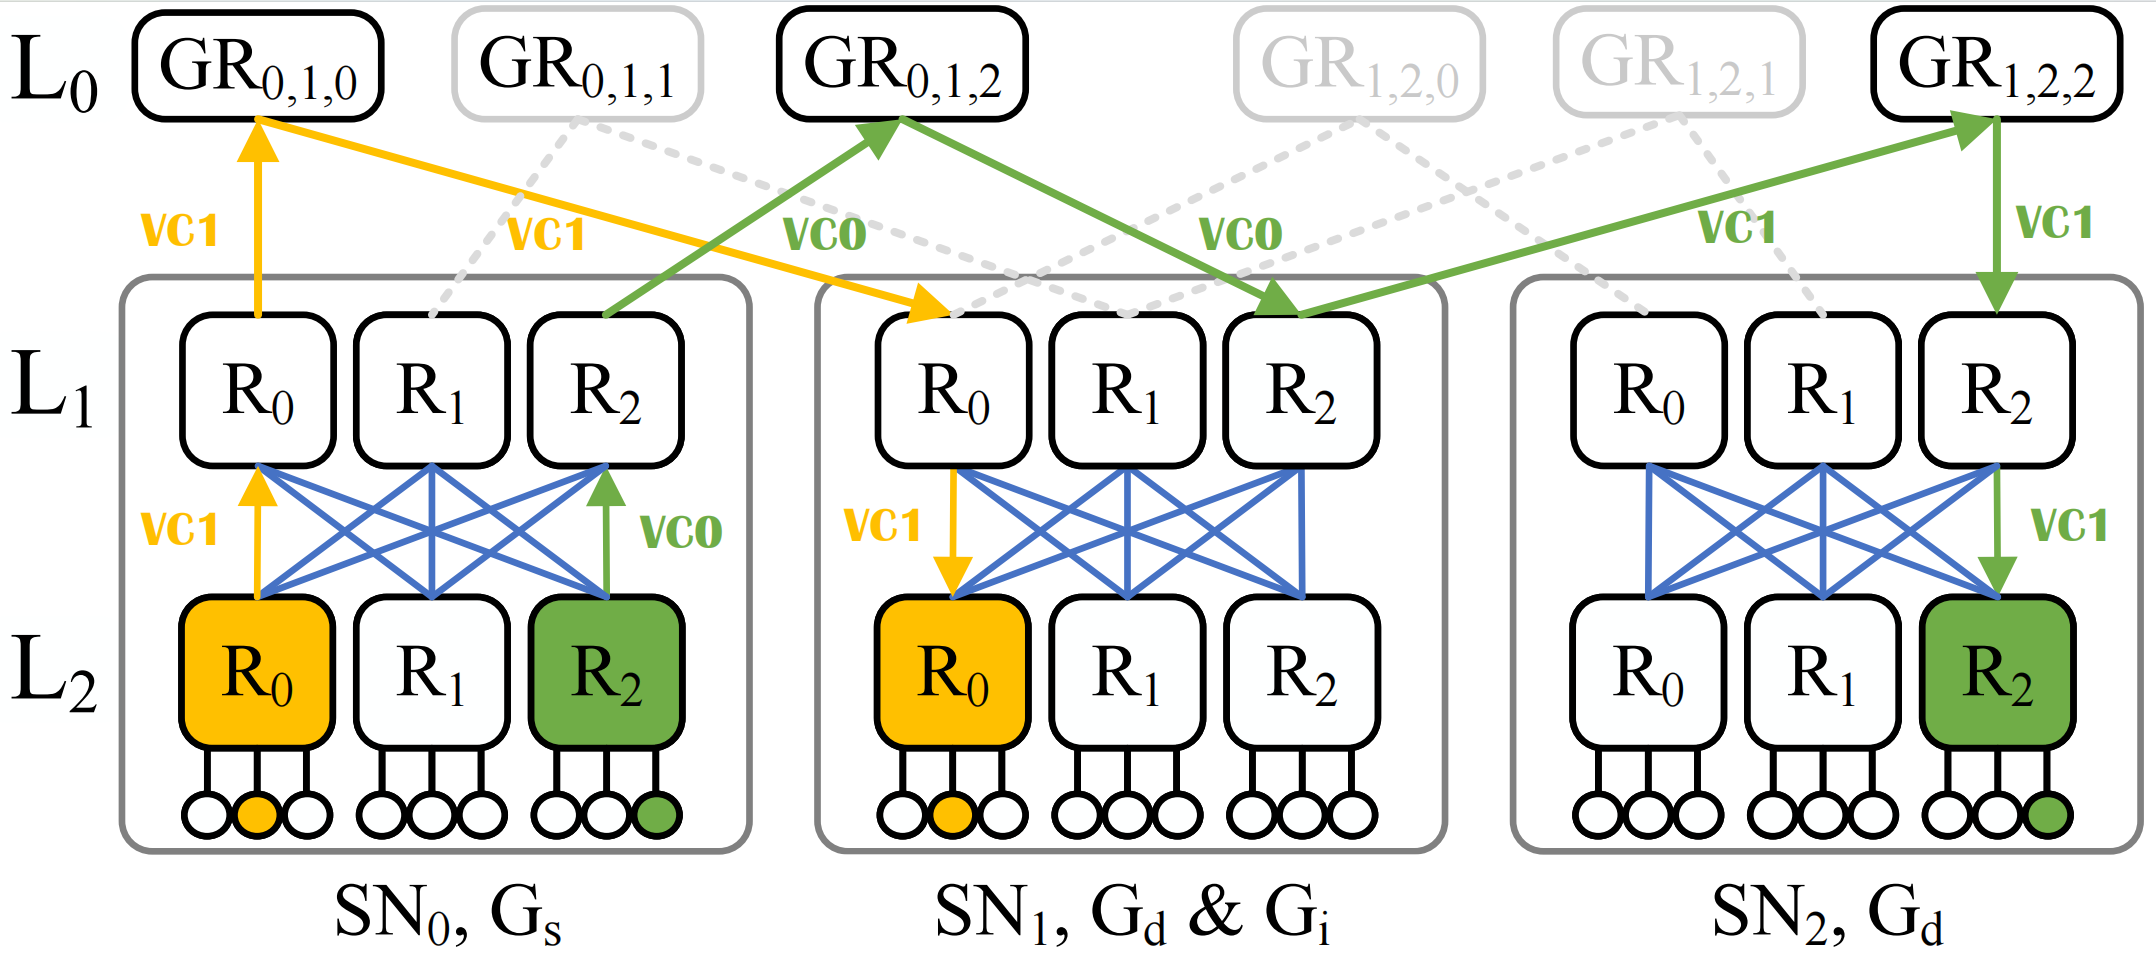 L₀ GR₀,₁,₀ GR₀,₁,₁ GR₀,₁,₂ GR₁,₂,₀ GR₁,₂,₁ GR₁,₂,₂
VC1 VC1 VC0 VC0 VC1 VC1
L₁ R₀ R₁ R₂ R₀ R₁ R₂ R₀ R₁ R₂
VC1 VC0 VC1 VC1
L₂ R₀ R₁ R₂ R₀ R₁ R₂ R₀ R₁ R₂
SN₀, Gₛ SN₁, G_d & Gᵢ SN₂, G_d